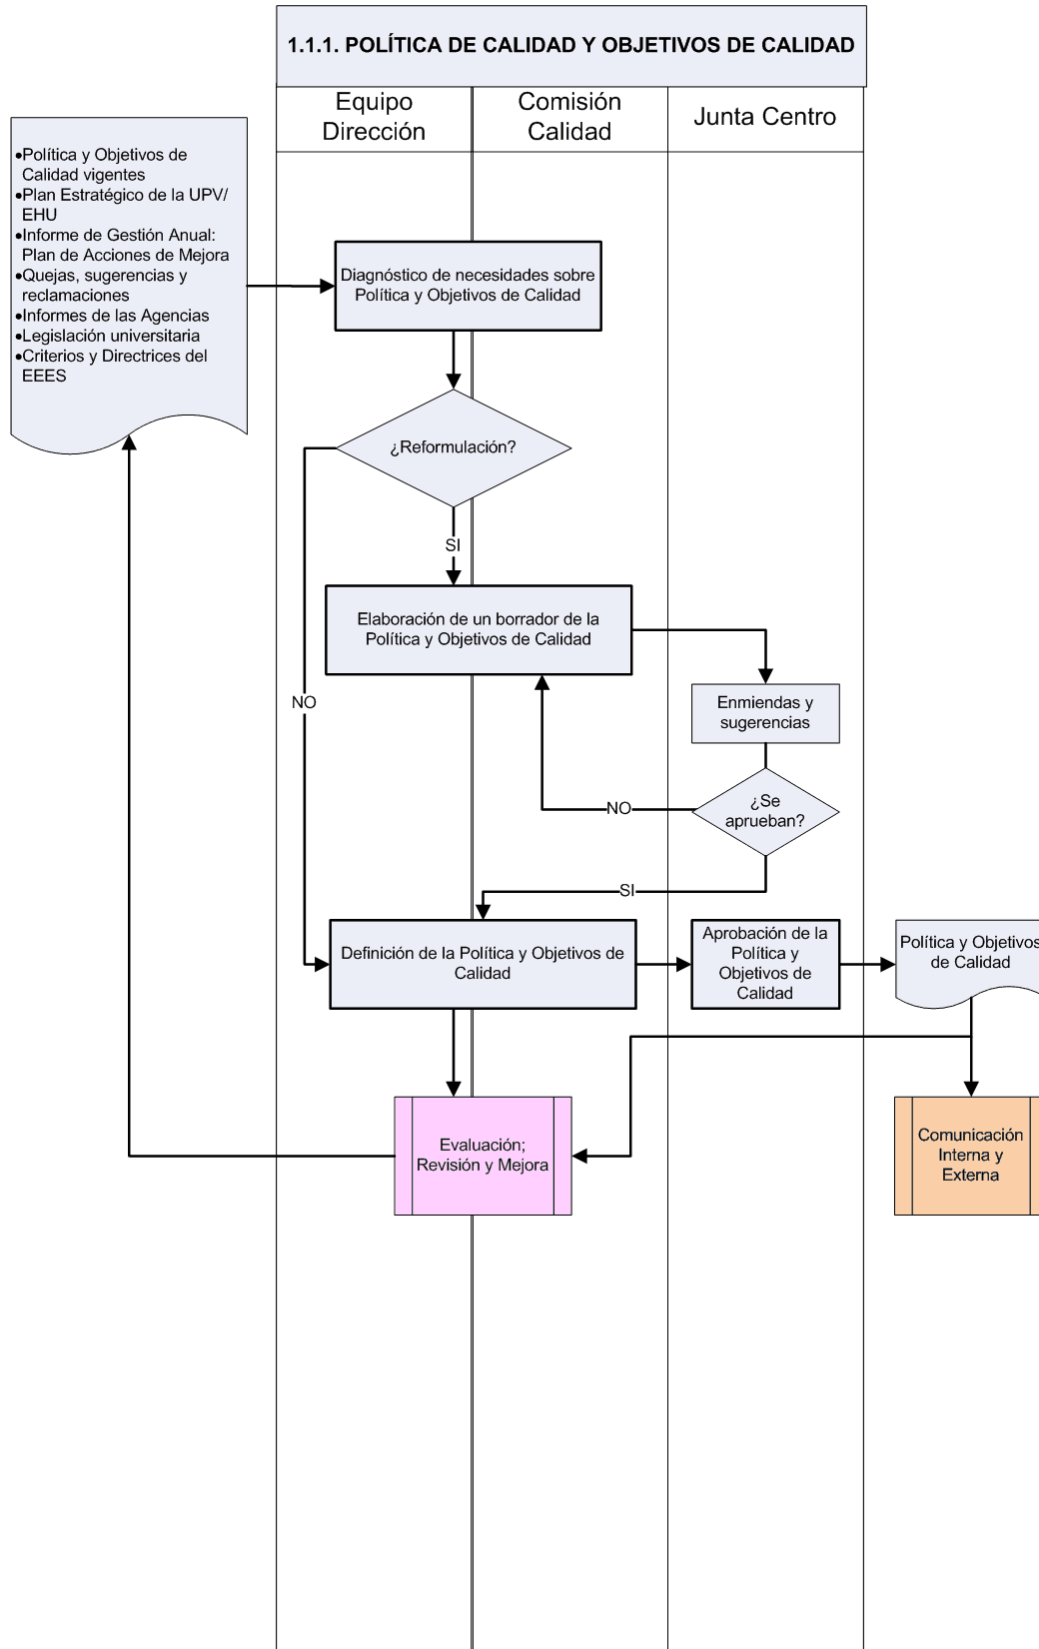 1.1.1. POLÍTICA DE CALIDAD Y OBJETIVOS DE CALIDAD
Equipo
Dirección
Comisión
Calidad
Junta Centro
•Política y Objetivos de
Calidad vigentes
•Plan Estratégico de la UPV/
EHU
•Informe de Gestión Anual:
Plan de Acciones de Mejora
•Quejas, sugerencias y
reclamaciones
•Informes de las Agencias
•Legislación universitaria
•Criterios y Directrices del
EEES
Diagnóstico de necesidades sobre
Política y Objetivos de Calidad
¿Reformulación?
SI
Elaboración de un borrador de la
Política y Objetivos de Calidad
NO
Enmiendas y
sugerencias
¿Se
aprueban?
NO
SI
Definición de la Política y Objetivos de
Calidad
Aprobación de la
Política y
Objetivos de
Calidad
Política y Objetivos
de Calidad
Evaluación;
Revisión y Mejora
Comunicación
Interna y
Externa